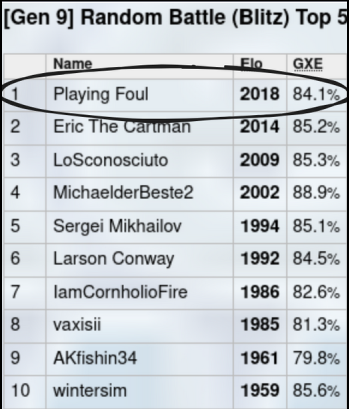 [Gen 9] Random Battle (Blitz) Top 5
Name Elo GXE
1 Playing Foul 2018 84.1%
2 Eric The Cartman 2014 85.2%
3 LoSconosciuto 2009 85.3%
4 MichaelderBeste2 2002 88.9%
5 Sergei Mikhailov 1994 85.1%
6 Larson Conway 1992 84.5%
7 IamCornholioFire 1986 82.6%
8 vaxisii 1985 81.3%
9 AKfishin34 1961 79.8%
10 wintersim 1959 85.6%